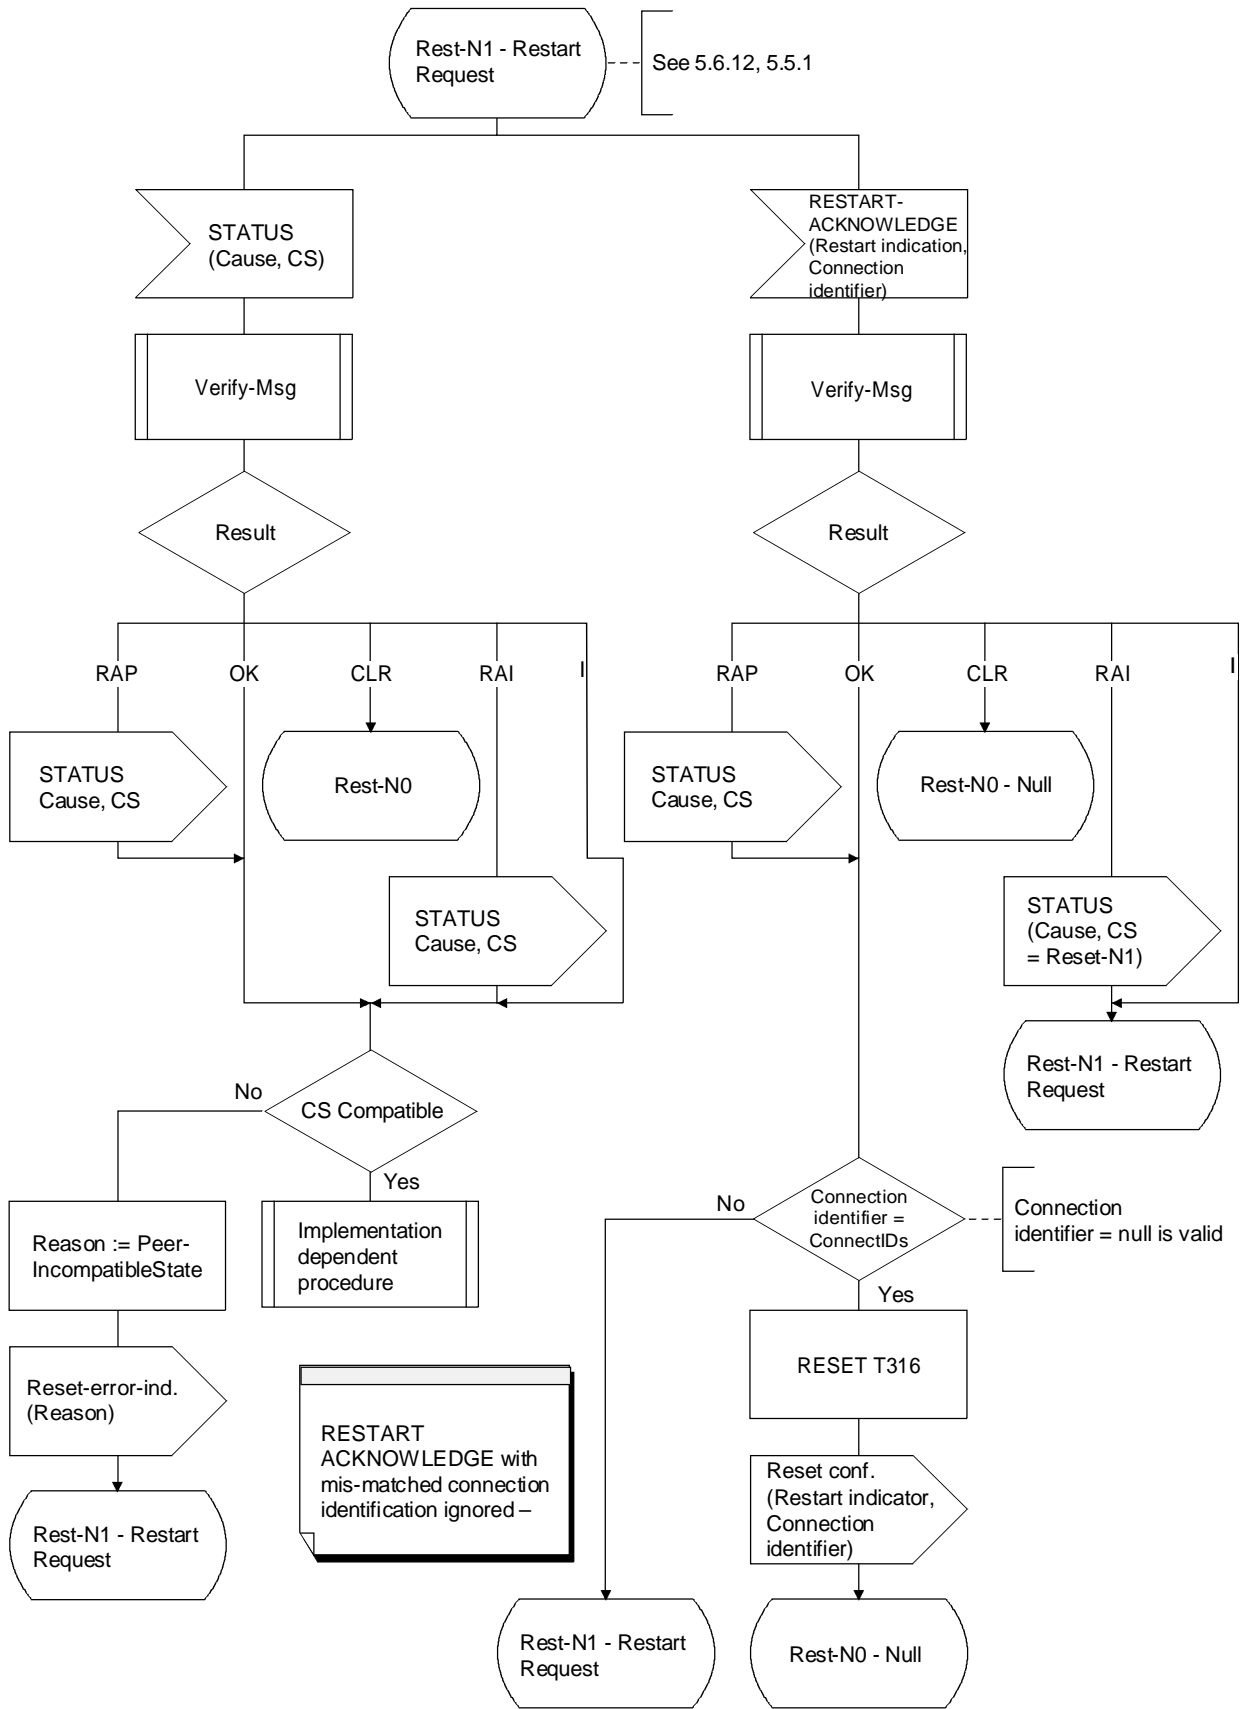 Rest-N1 - Restart
Request
See 5.6.12, 5.5.1
STATUS
(Cause, CS)
RESTART-
ACKNOWLEDGE
(Restart indication,
Connection
identifier)
Verify-Msg
Verify-Msg
Result
Result
RAP
OK
CLR
RAI
I
RAP
OK
CLR
RAI
I
STATUS
Cause, CS
Rest-N0
STATUS
Cause, CS
Rest-N0 - Null
STATUS
Cause, CS
STATUS
(Cause, CS
= Reset-N1)
Rest-N1 - Restart
Request
No
CS Compatible
Yes
Reason := Peer-
IncompatibleState
Implementation
dependent
procedure
No
Connection
identifier =
ConnectIDs
Connection
identifier = null is valid
Yes
RESET T316
Reset-error-ind.
(Reason)
RESTART
ACKNOWLEDGE with
mis-matched connection
identification ignored –
Reset conf.
(Restart indicator,
Connection
identifier)
Rest-N1 - Restart
Request
Rest-N1 - Restart
Request
Rest-N0 - Null